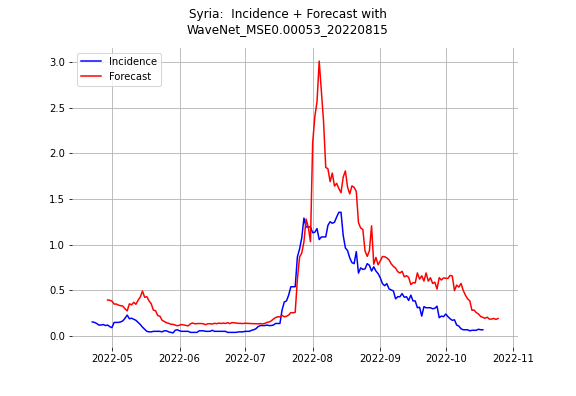 Syria:  Incidence + Forecast with
WaveNet_MSE0.00053_20220815
Incidence
Forecast
3.0
2.5
2.0
1.5
1.0
0.5
0.0
2022-05 2022-06 2022-07 2022-08 2022-09 2022-10 2022-11